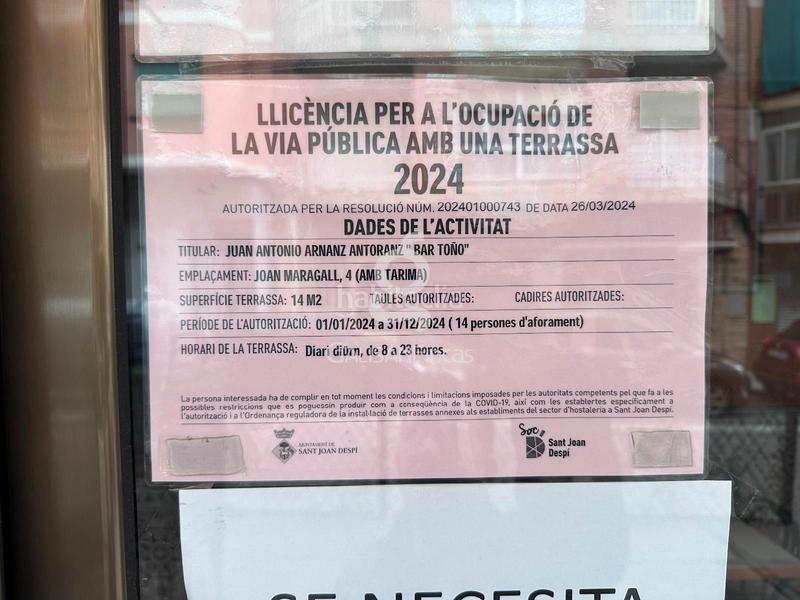 LLICÈNCIA PER A L'OCUPACIÓ DE
LA VIA PÚBLICA AMB UNA TERRASSA
2024
AUTORITZADA PER LA RESOLUCIÓ NÚM. 202401000743 DE DATA 26/03/2024
DADES DE L'ACTIVITAT
TITULAR: JUAN ANTONIO ARNANZ ANTORANZ " BAR TOÑO"
EMPLAÇAMENT: JOAN MARAGALL, 4 (AMB TARIMA)
SUPERFÍCIE TERRASSA: 14 M2 TAULES AUTORITZADES: CADIRES AUTORITZADES:
PERÍODE DE L'AUTORITZACIÓ: 01/01/2024 a 31/12/2024 ( 14 persones d'aforament)
HORARI DE LA TERRASSA: Diari diürn, de 8 a 23 hores.
La persona interessada ha de complir en tot moment les condicions i limitacions imposades per les autoritats competents pel que fa a les
possibles restriccions que es poguessin produir com a conseqüència de la COVID-19, així com les establertes específicament a
l'autorització i a l'Ordenança reguladora de la instal·lació de terrasses annexes als establiments del sector d'hostaleria a Sant Joan Despí.
AJUNTAMENT DE
SANT JOAN DESPÍ
Soc
Sant Joan
Despí
SE NECESITA